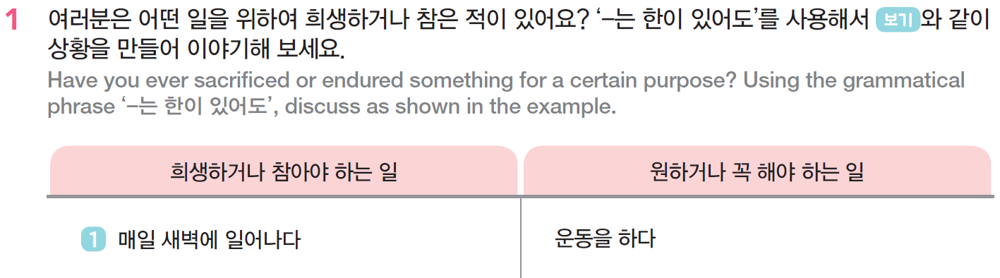 1 여러분은 어떤 일을 위하여 희생하거나 참은 적이 있어요? ‘–는 한이 있어도’를 사용해서 보기와 같이
상황을 만들어 이야기해 보세요.
Have you ever sacrificed or endured something for a certain purpose? Using the grammatical
phrase ‘–는 한이 있어도’, discuss as shown in the example.
희생하거나 참아야 하는 일 원하거나 꼭 해야 하는 일
1 매일 새벽에 일어나다 운동을 하다